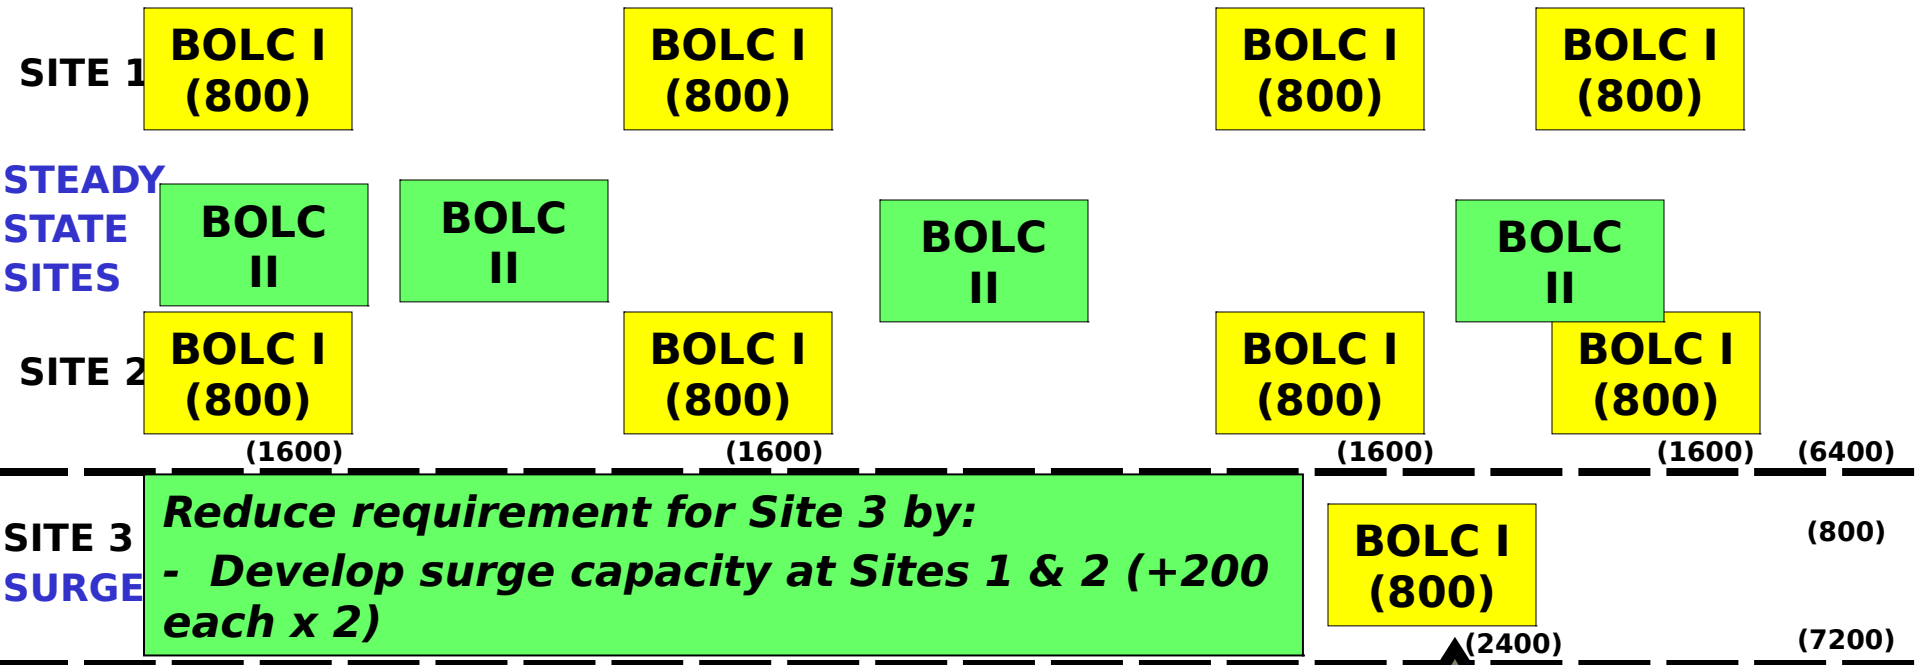 SITE 1
BOLC I
(800)
BOLC I
(800)
BOLC I
(800)
BOLC I
(800)
STEADY
STATE
SITES
BOLC
II
BOLC
II
BOLC
II
BOLC
II
SITE 2
BOLC I
(800)
BOLC I
(800)
BOLC I
(800)
BOLC I
(800)
(1600)
(1600)
(1600)
(1600)
(6400)
SITE 3
SURGE
Reduce requirement for Site 3 by:
- Develop surge capacity at Sites 1 & 2 (+200
each x 2)
BOLC I
(800)
(800)
(2400)
(7200)